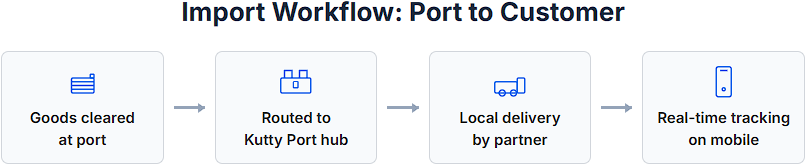 Import Workflow: Port to Customer
Goods cleared
at port
Routed to
Kutty Port hub
Local delivery
by partner
Real-time tracking
on mobile